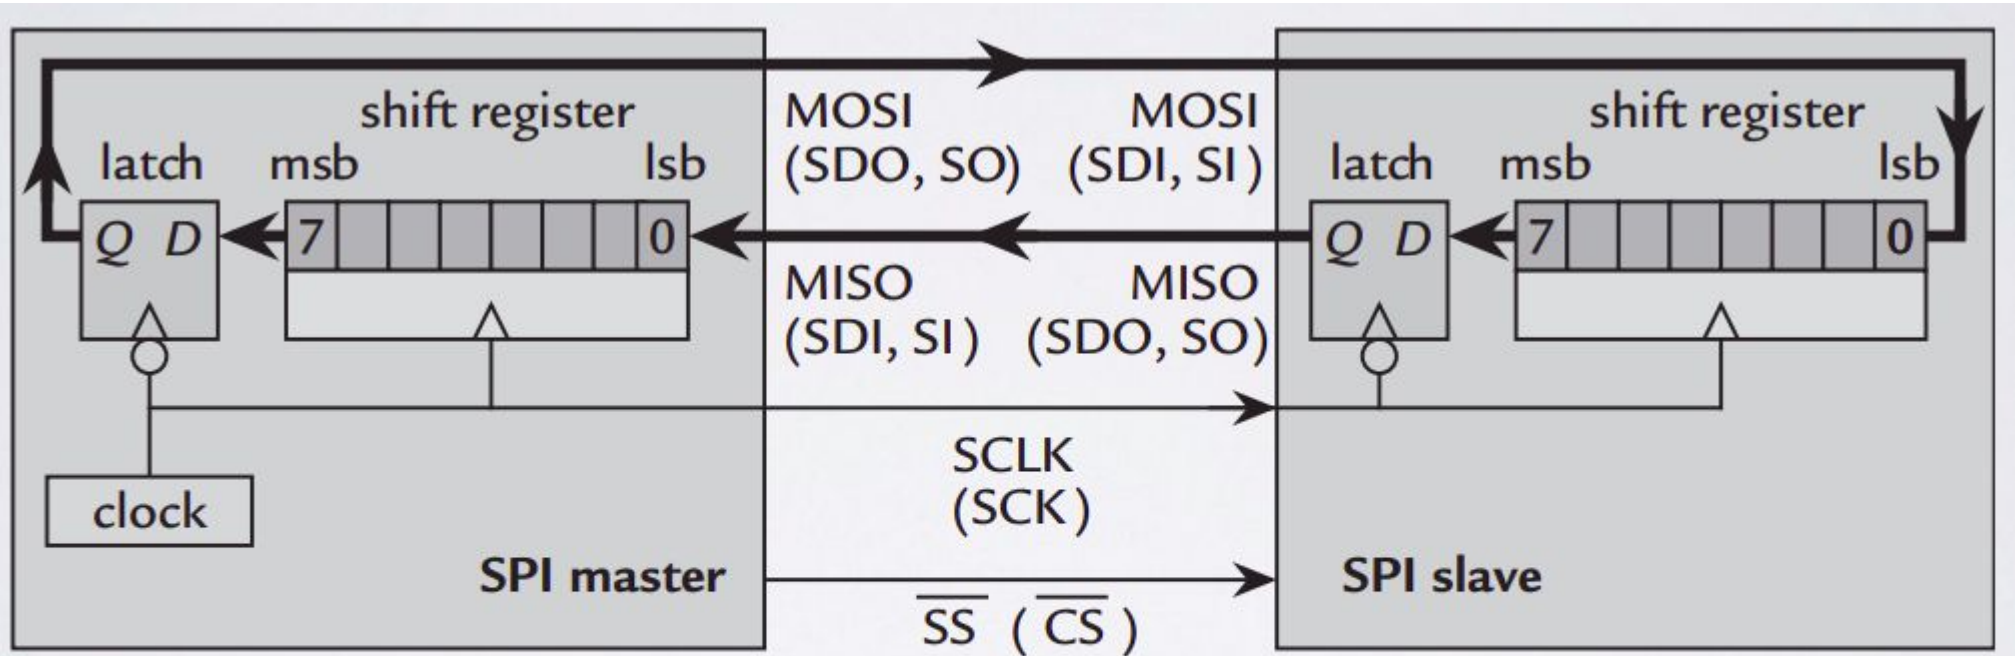 shift register
latch
msb
lsb
Q D
7
0
clock
SPI master
MOSI
(SDO, SO)
MOSI
(SDI, SI)
MISO
(SDI, SI)
MISO
(SDO, SO)
SCLK
(SCK)
SS (CS)
shift register
latch
msb
lsb
Q D
7
0
SPI slave